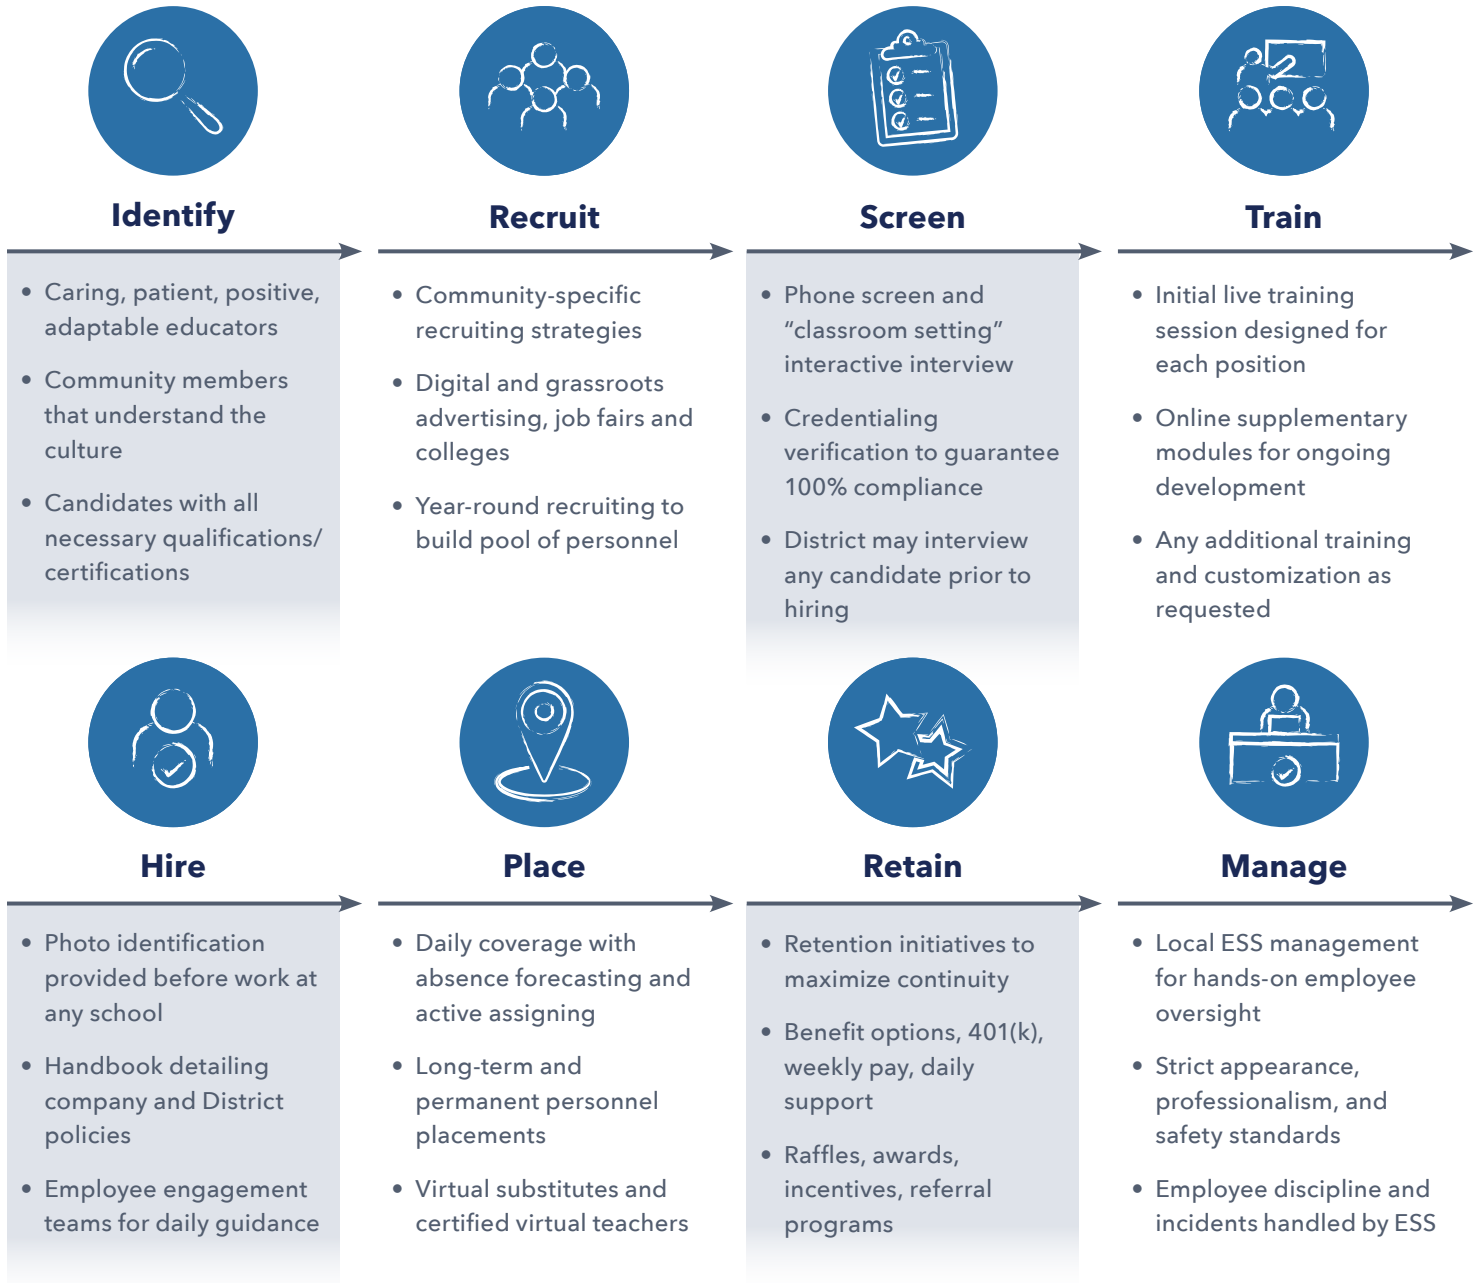 Identify
• Caring, patient, positive,
adaptable educators
• Community members
that understand the
culture
• Candidates with all
necessary qualifications/
certifications
Recruit
• Community-specific
recruiting strategies
• Digital and grassroots
advertising, job fairs and
colleges
• Year-round recruiting to
build pool of personnel
Screen
• Phone screen and
“classroom setting”
interactive interview
• Credentialing
verification to guarantee
100% compliance
• District may interview
any candidate prior to
hiring
Train
• Initial live training
session designed for
each position
• Online supplementary
modules for ongoing
development
• Any additional training
and customization as
requested
Hire
• Photo identification
provided before work at
any school
• Handbook detailing
company and District
policies
• Employee engagement
teams for daily guidance
Place
• Daily coverage with
absence forecasting and
active assigning
• Long-term and
permanent personnel
placements
• Virtual substitutes and
certified virtual teachers
Retain
• Retention initiatives to
maximize continuity
• Benefit options, 401(k),
weekly pay, daily
support
• Raffles, awards,
incentives, referral
programs
Manage
• Local ESS management
for hands-on employee
oversight
• Strict appearance,
professionalism, and
safety standards
• Employee discipline and
incidents handled by ESS